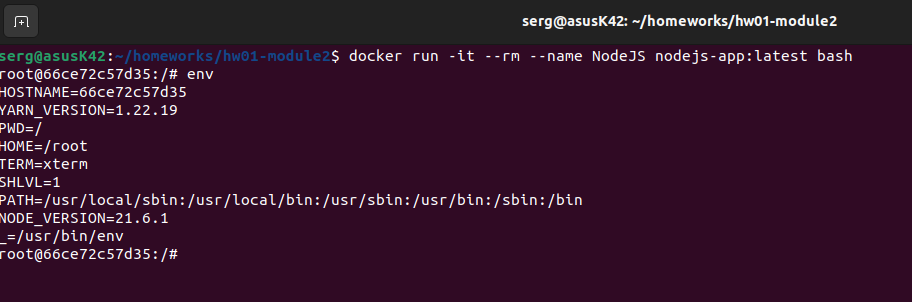 serg@asusK42: ~/homeworks/hw01-module2
serg@asusK42:~/homeworks/hw01-module2$ docker run -it --rm --name NodeJS nodejs-app:latest bash
root@66ce72c57d35:/# env
HOSTNAME=66ce72c57d35
YARN_VERSION=1.22.19
PWD=/
HOME=/root
TERM=xterm
SHLVL=1
PATH=/usr/local/sbin:/usr/local/bin:/usr/sbin:/usr/bin:/sbin:/bin
NODE_VERSION=21.6.1
_=/usr/bin/env
root@66ce72c57d35:/#